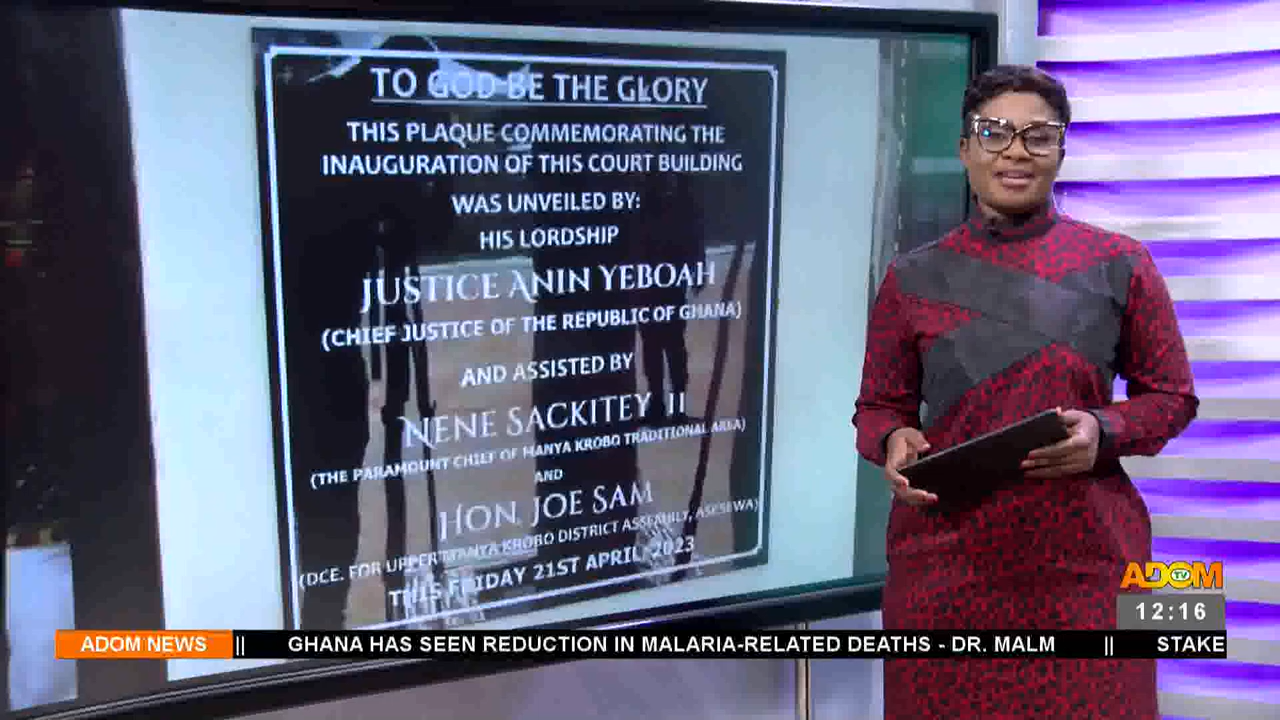 TO GOD BE THE GLORY
THIS PLAQUE COMMEMORATING THE
INAUGURATION OF THIS COURT BUILDING
WAS UNVEILED BY:
HIS LORDSHIP
JUSTICE ANIN YEBOAH
(CHIEF JUSTICE OF THE REPUBLIC OF GHANA)
AND ASSISTED BY
NENE SACKITEY II
(THE PARAMOUNT CHIEF OF MANYA KROBO TRADITIONAL AREA)
AND
HON. JOE SAM
(DCE. FOR UPPER MANYA KROBO DISTRICT ASSEMBLY, ASESEWA)
THIS FRIDAY 21ST APRIL, 2023
ADOM TV
12:16
ADOM NEWS || GHANA HAS SEEN REDUCTION IN MALARIA-RELATED DEATHS - DR. MALM || STAKE